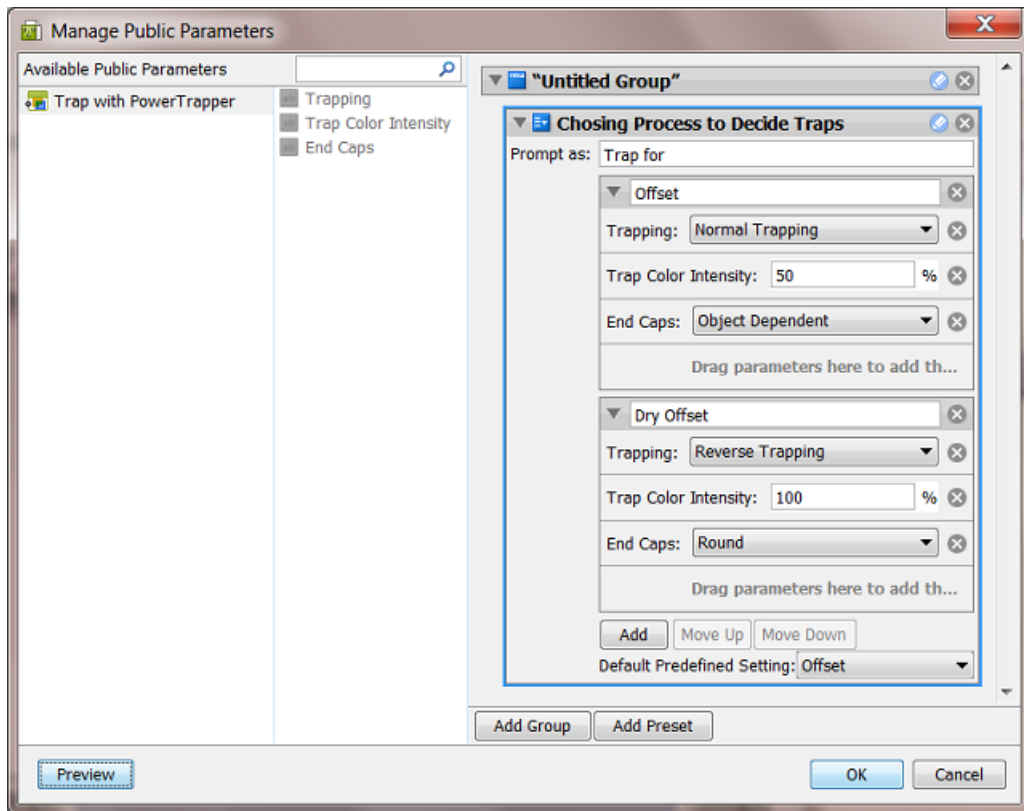 Manage Public Parameters
Available Public Parameters
Trap with PowerTrapper
Trapping
Trap Color Intensity
End Caps
"Untitled Group"
Chosing Process to Decide Traps
Prompt as: Trap for
Offset
Trapping: Normal Trapping
Trap Color Intensity: 50 %
End Caps: Object Dependent
Drag parameters here to add th...
Dry Offset
Trapping: Reverse Trapping
Trap Color Intensity: 100 %
End Caps: Round
Drag parameters here to add th...
Add Move Up Move Down
Default Predefined Setting: Offset
Add Group Add Preset
Preview OK Cancel